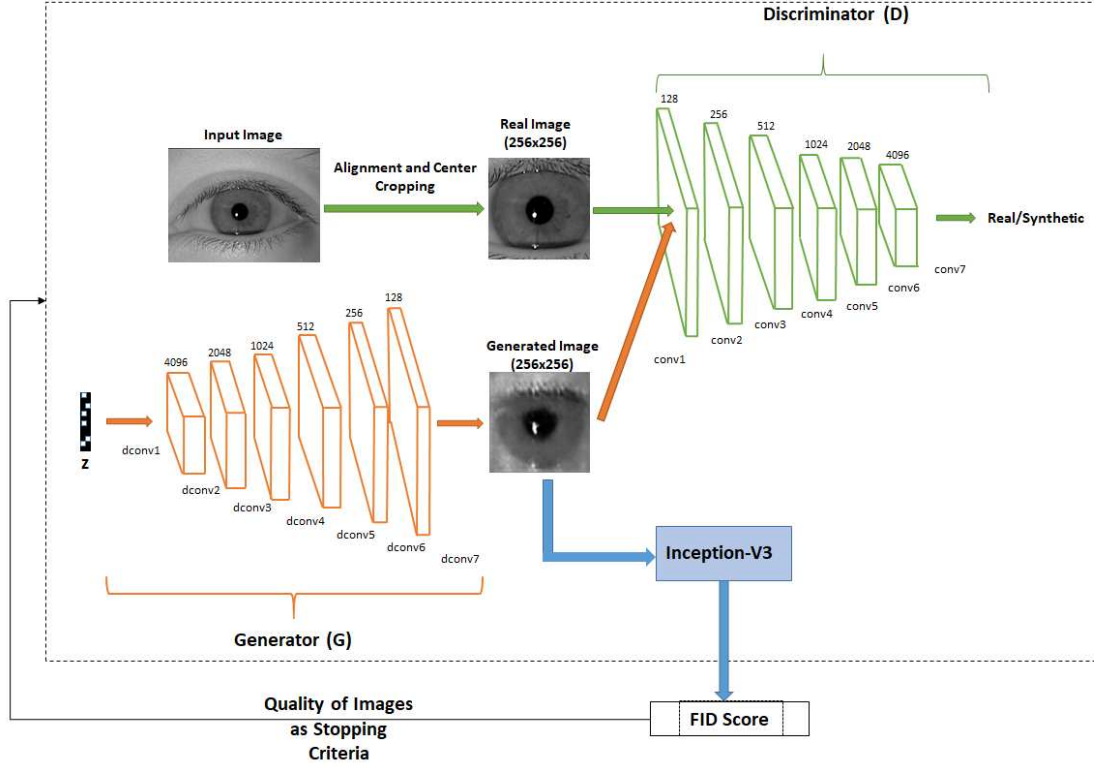 Discriminator (D)
128
256
512
1024
2048
4096
Input Image
Real Image
(256x256)
Alignment and Center
Cropping
Real/Synthetic
conv1
conv2
conv3
conv4
conv5
conv6
conv7
4096
2048
1024
512
256
128
Generated Image
(256x256)
z
dconv1
dconv2
dconv3
dconv4
dconv5
dconv6
dconv7
Inception-V3
Generator (G)
Quality of Images
as Stopping
Criteria
FID Score